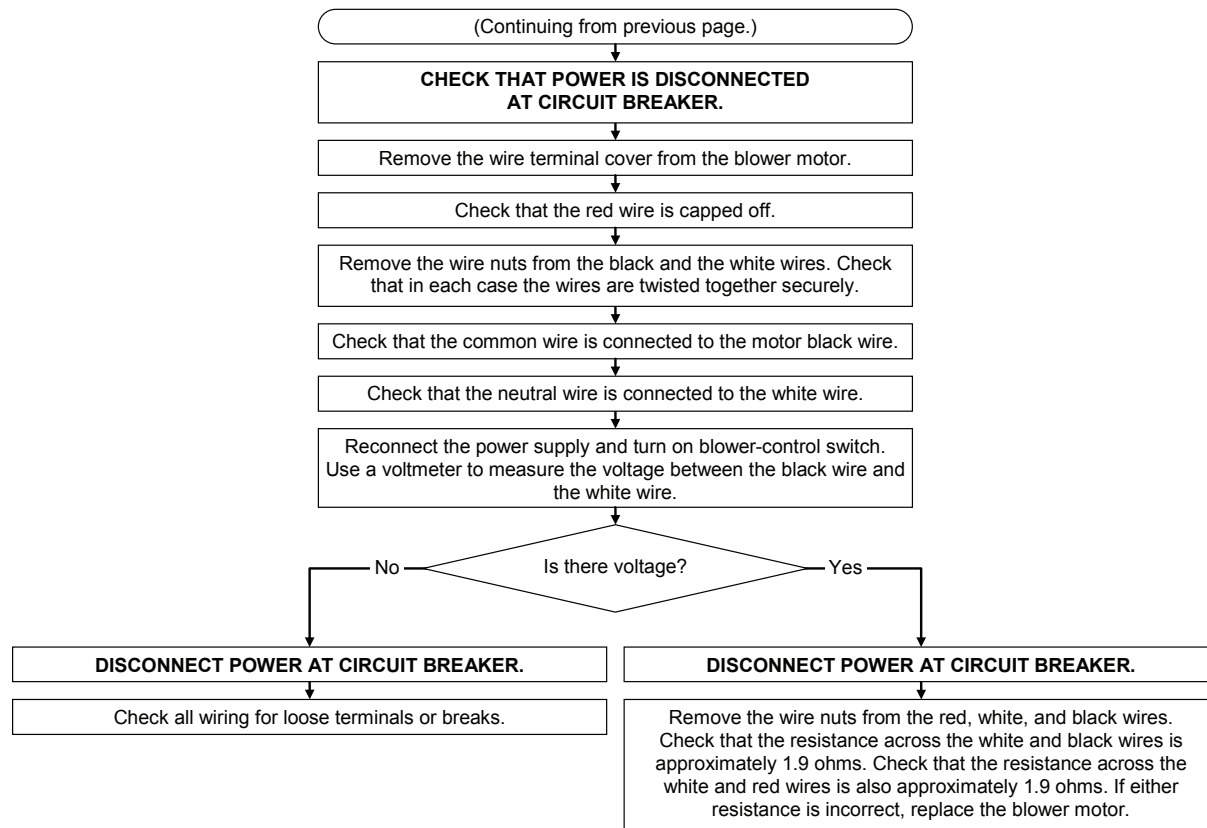 (Continuing from previous page.)
CHECK THAT POWER IS DISCONNECTED
AT CIRCUIT BREAKER.
Remove the wire terminal cover from the blower motor.
Check that the red wire is capped off.
Remove the wire nuts from the black and the white wires. Check
that in each case the wires are twisted together securely.
Check that the common wire is connected to the motor black wire.
Check that the neutral wire is connected to the white wire.
Reconnect the power supply and turn on blower-control switch.
Use a voltmeter to measure the voltage between the black wire and
the white wire.
Is there voltage?
No
Yes
DISCONNECT POWER AT CIRCUIT BREAKER.
Check all wiring for loose terminals or breaks.
DISCONNECT POWER AT CIRCUIT BREAKER.
Remove the wire nuts from the red, white, and black wires.
Check that the resistance across the white and black wires is
approximately 1.9 ohms. Check that the resistance across the
white and red wires is also approximately 1.9 ohms. If either
resistance is incorrect, replace the blower motor.